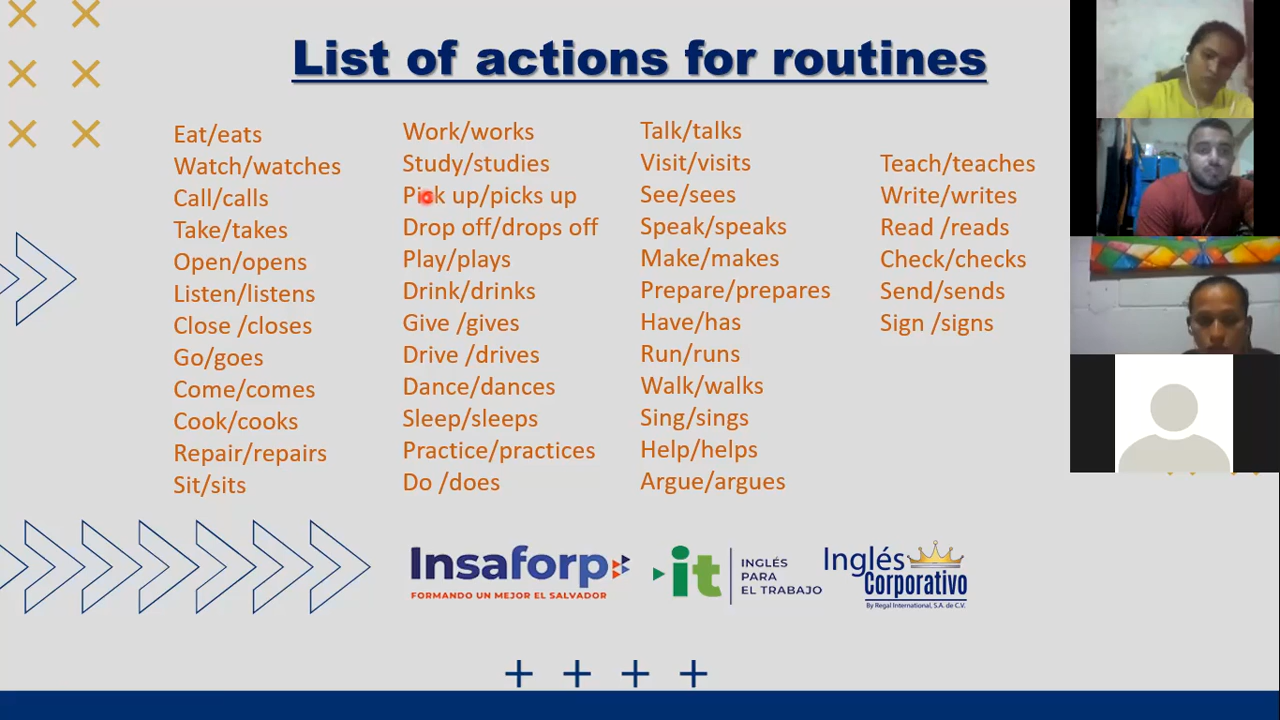 List of actions for routines
Eat/eats
Watch/watches
Call/calls
Take/takes
Open/opens
Listen/listens
Close /closes
Go/goes
Come/comes
Cook/cooks
Repair/repairs
Sit/sits
Work/works
Study/studies
Pick up/picks up
Drop off/drops off
Play/plays
Drink/drinks
Give /gives
Drive /drives
Dance/dances
Sleep/sleeps
Practice/practices
Do /does
Talk/talks
Visit/visits
See/sees
Speak/speaks
Make/makes
Prepare/prepares
Have/has
Run/runs
Walk/walks
Sing/sings
Help/helps
Argue/argues
Teach/teaches
Write/writes
Read /reads
Check/checks
Send/sends
Sign /signs
Insaforp
FORMANDO UN MEJOR EL SALVADOR
it
INGLÉS
PARA
EL TRABAJO
Inglés
Corporativo
By Regal International, S.A. de C.V.